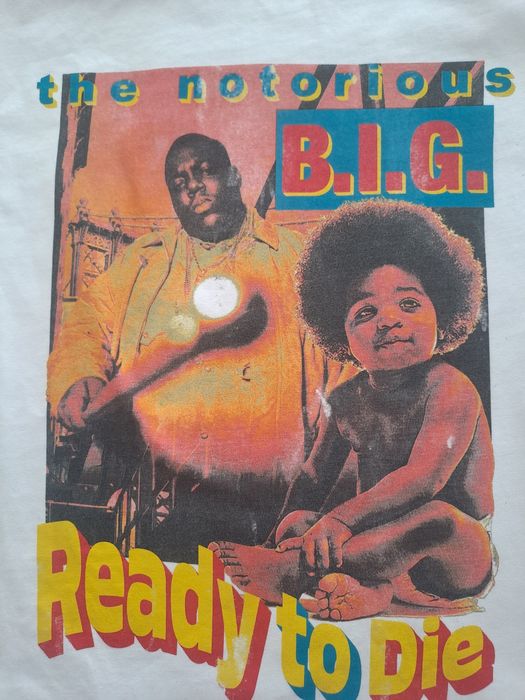 the notorious
B.I.G.
Ready to Die